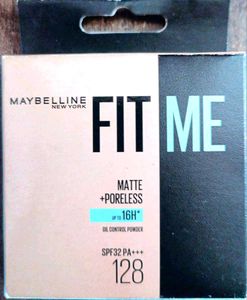 MAYBELLINE
NEW YORK
FIT ME
MATTE
+PORELESS
UP TO 16H*
OIL CONTROL POWDER
SPF32 PA+++
128